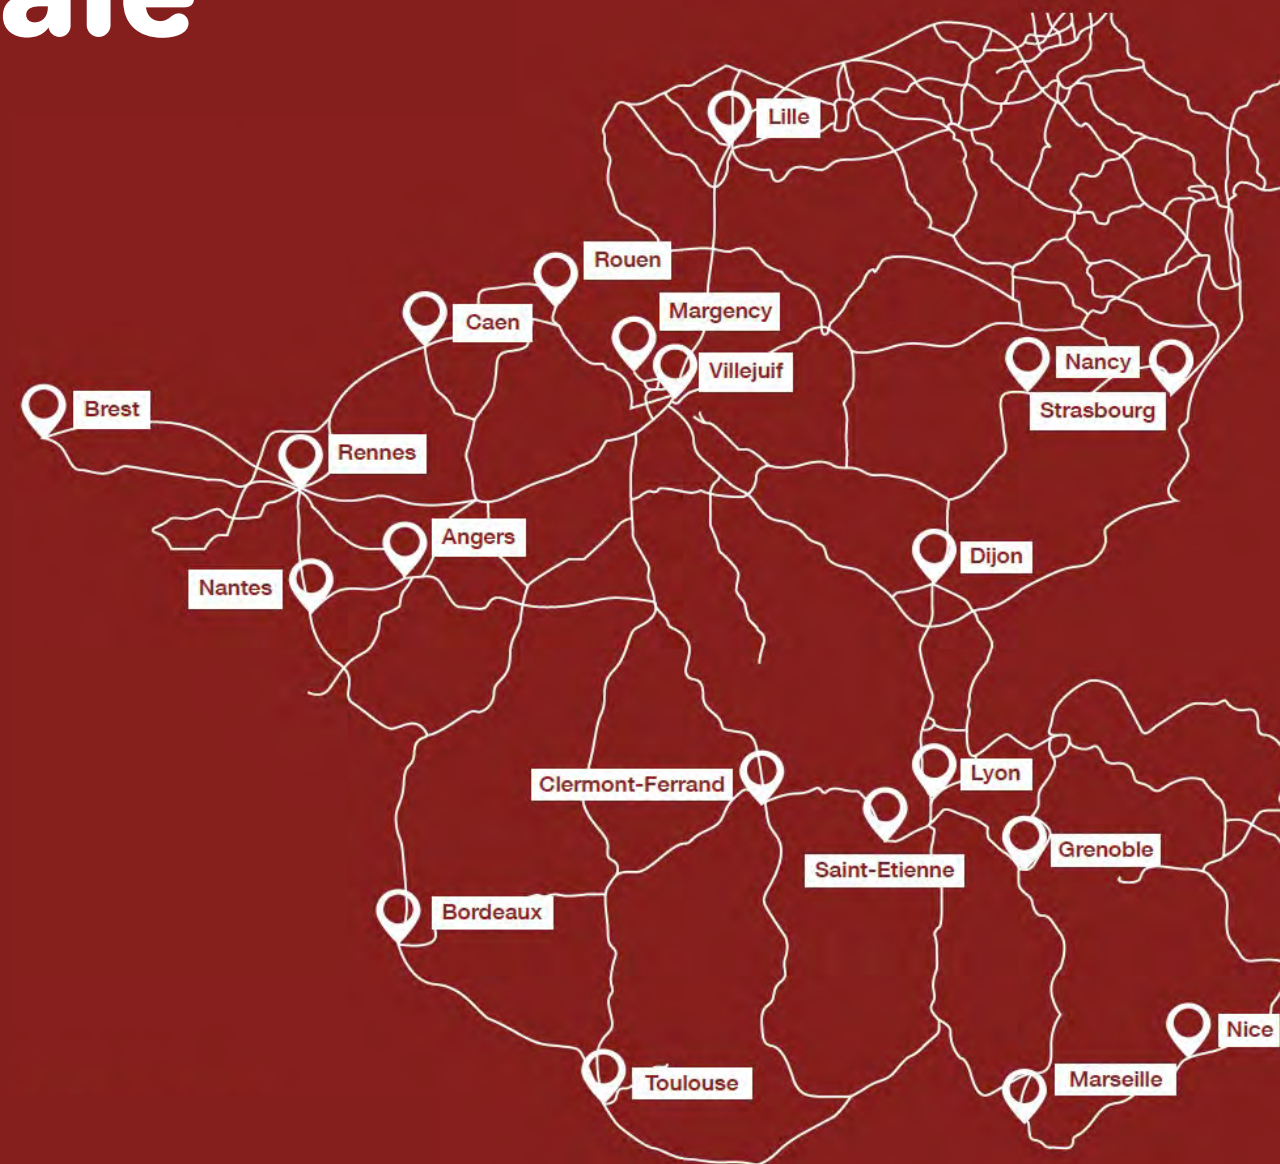 ale
Lille
Rouen
Margency
Caen
Villejuif
Nancy
Brest
Strasbourg
Rennes
Angers
Dijon
Nantes
Lyon
Clermont-Ferrand
Grenoble
Saint-Etienne
Bordeaux
Nice
Marseille
Toulouse